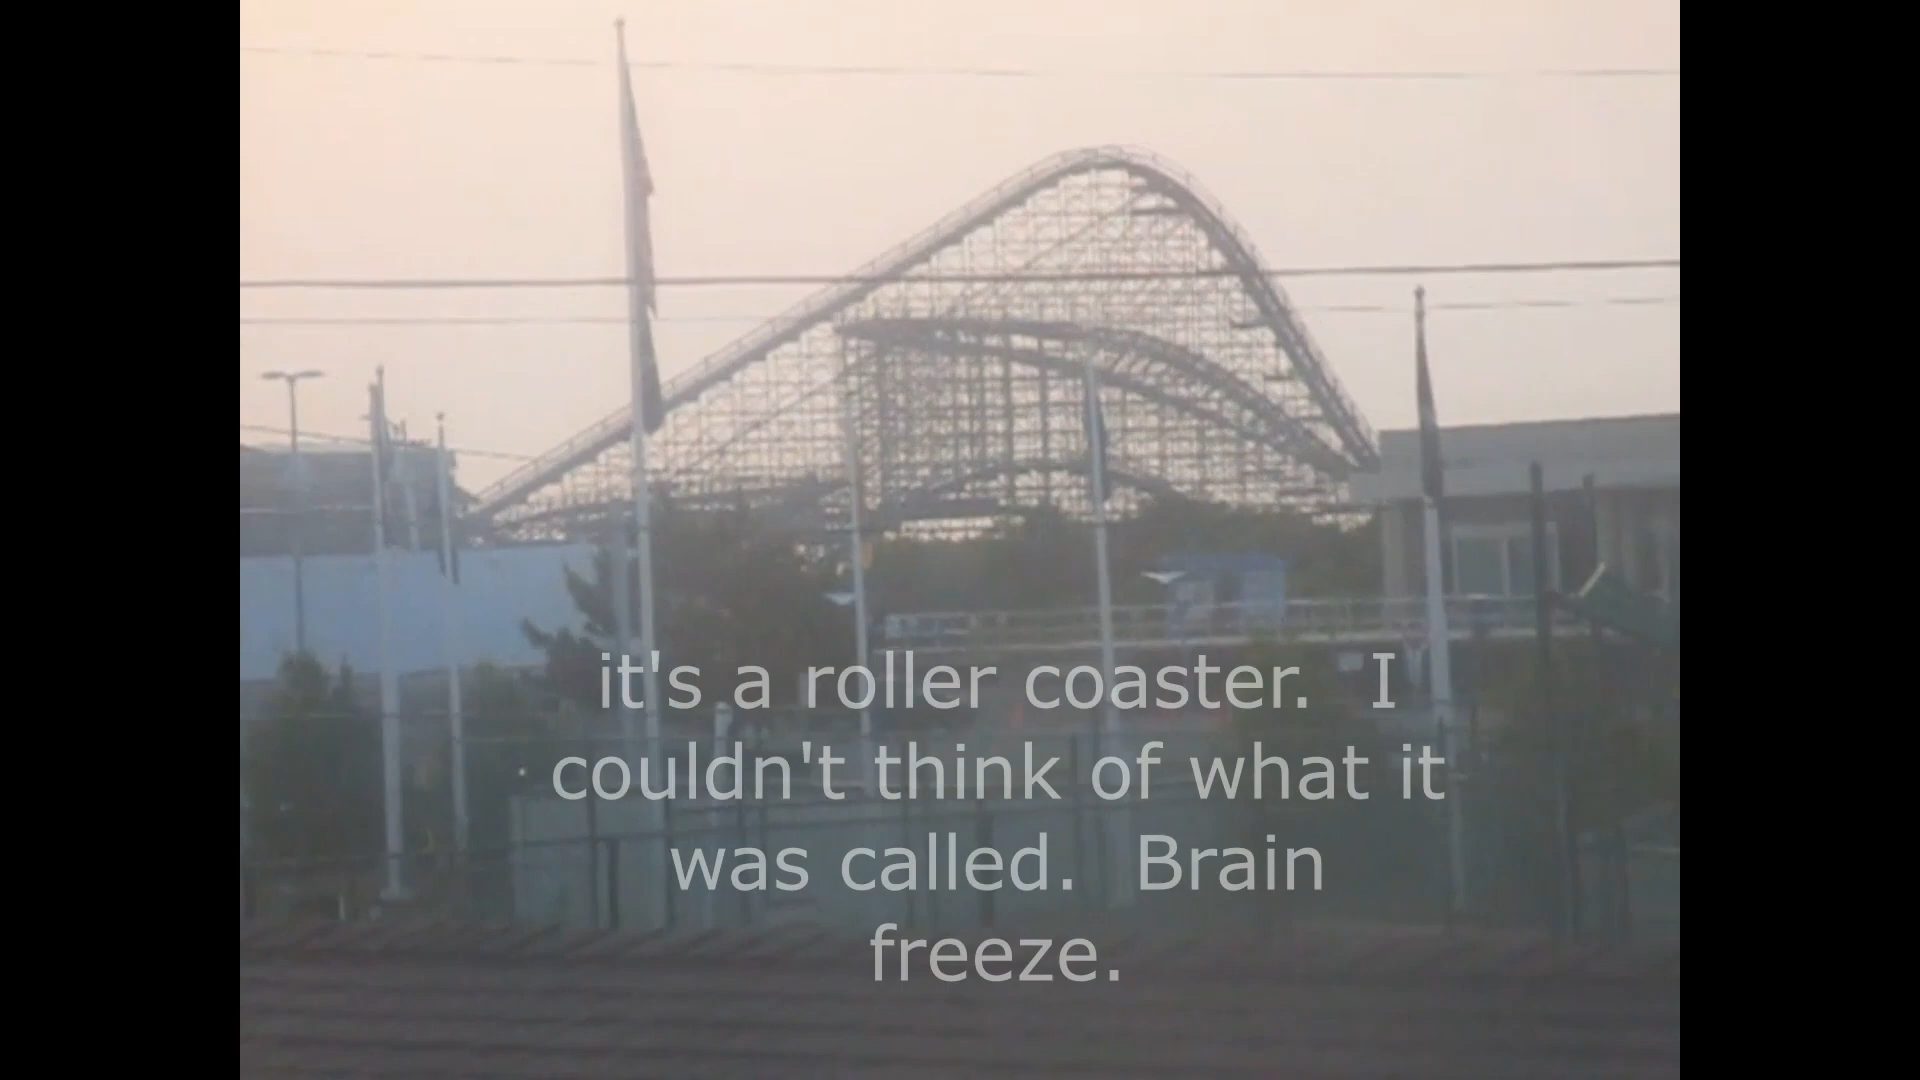 it's a roller coaster.  I
couldn't think of what it
was called.  Brain
freeze.